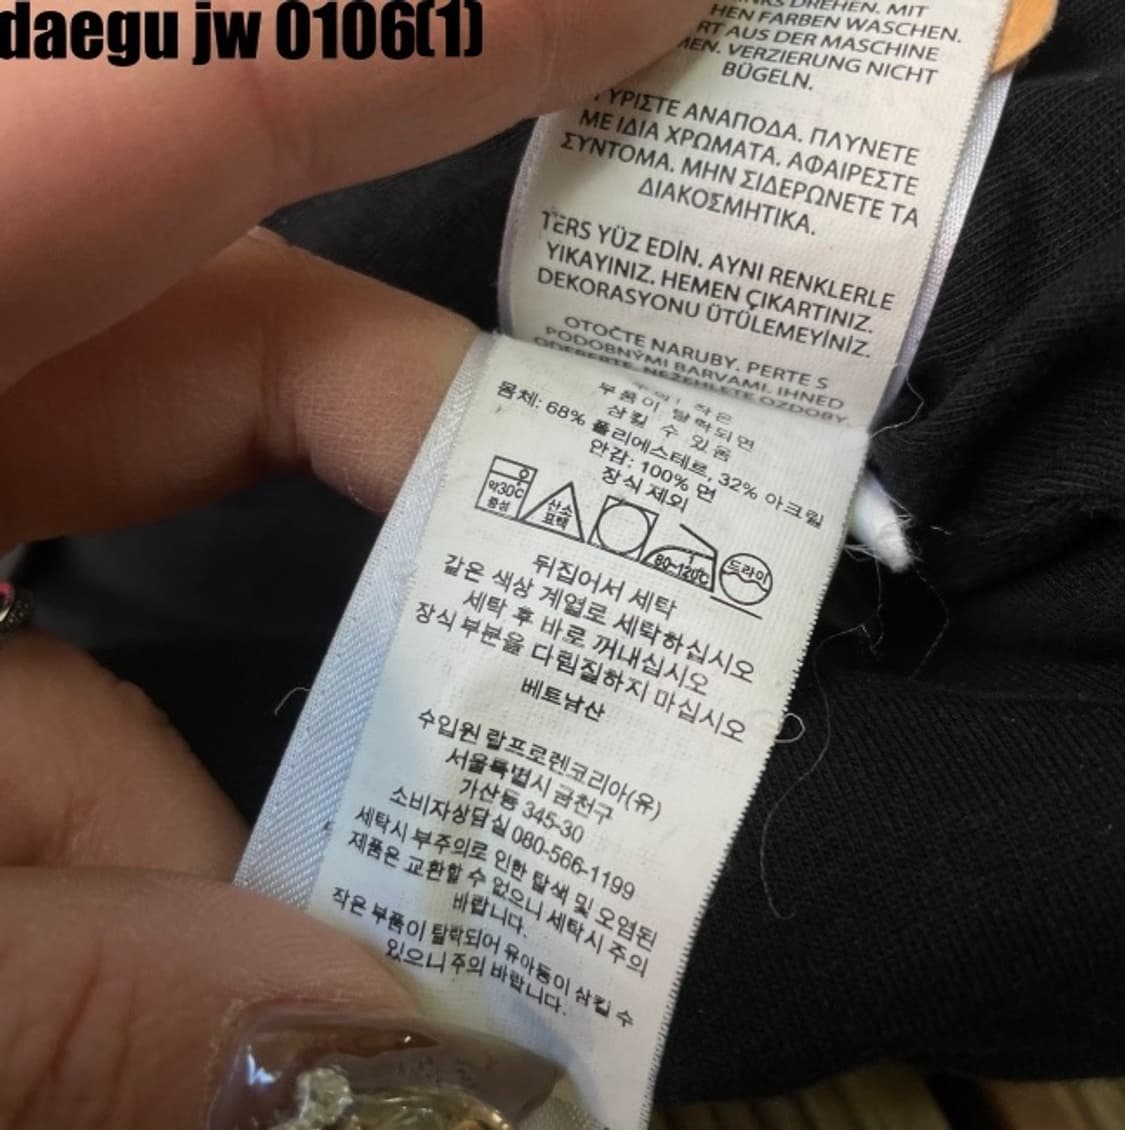 daegu jw 0106(1)
DREHEN. MIT
HEN FARBEN WASCHEN.
RT AUS DER MASCHINE
MEN. VERZIERUNG NICHT
BÜGELN.
ΓΥΡΙΣΤΕ ΑΝΑΠΟΔΑ. ΠΛΥΝΕΤΕ
ΜΕ ΙΔΙΑ ΧΡΩΜΑΤΑ. ΑΦΑΙΡΕΣΤΕ
ΣΥΝΤΟΜΑ. ΜΗΝ ΣΙΔΕΡΩΝΕΤΕ ΤΑ
ΔΙΑΚΟΣΜΗΤΙΚΑ.
TERS YÜZ EDİN. AYNI RENKLERLE
YIKAYINIZ. HEMEN ÇIKARTINIZ.
DEKORASYONU ÜTÜLEMEYİNİZ.
OTOČTE NARUBY. PERTE S
PODOBNÝMI BARVAMI. IHNED
ODEBERTE. NEŽEHLETE OZDOBY.
작은
부품이 탈락되면
삼킬 수 있음
몸체: 68% 폴리에스테르, 32% 아크릴
안감: 100% 면
장식 제외
약30℃ 중성
산소 표백
80~120℃
드라이
뒤집어서 세탁
같은 색상 계열로 세탁하십시오
세탁 후 바로 꺼내십시오
장식 부분을 다림질하지 마십시오
베트남산
수입원 랄프로렌코리아(유)
서울특별시 금천구
가산동 345-30
소비자상담실 080-566-1199
세탁시 부주의로 인한 탈색 및 오염된
제품은 교환할 수 없으니 세탁시 주의
바랍니다.
작은 부품이 탈락되어 유아동이 삼킬 수
있으니 주의 바랍니다.